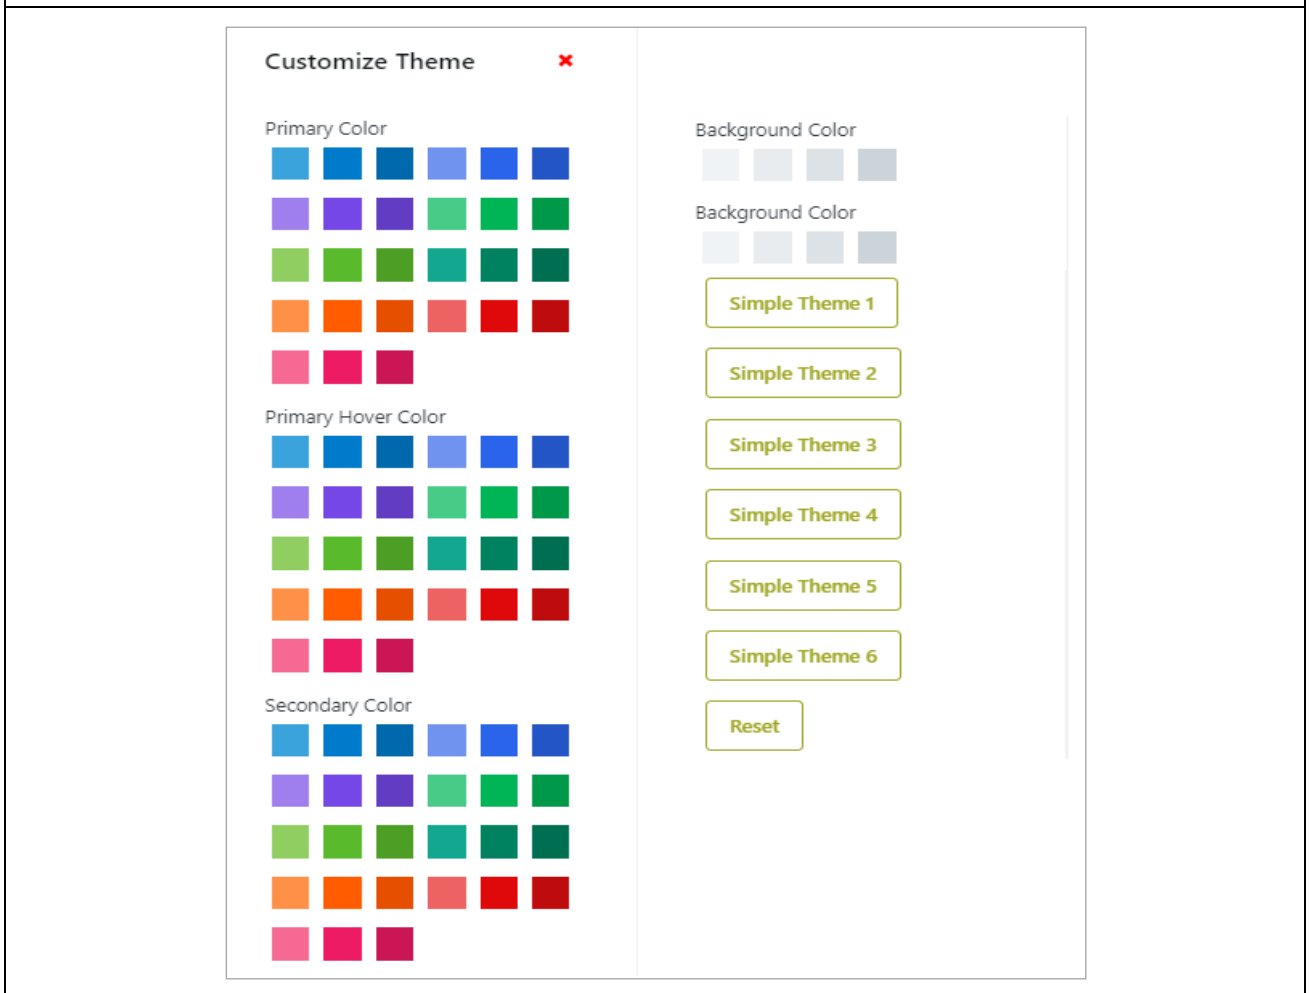 Customize Theme
Primary Color
Primary Hover Color
Secondary Color
Background Color
Background Color
Simple Theme 1
Simple Theme 2
Simple Theme 3
Simple Theme 4
Simple Theme 5
Simple Theme 6
Reset